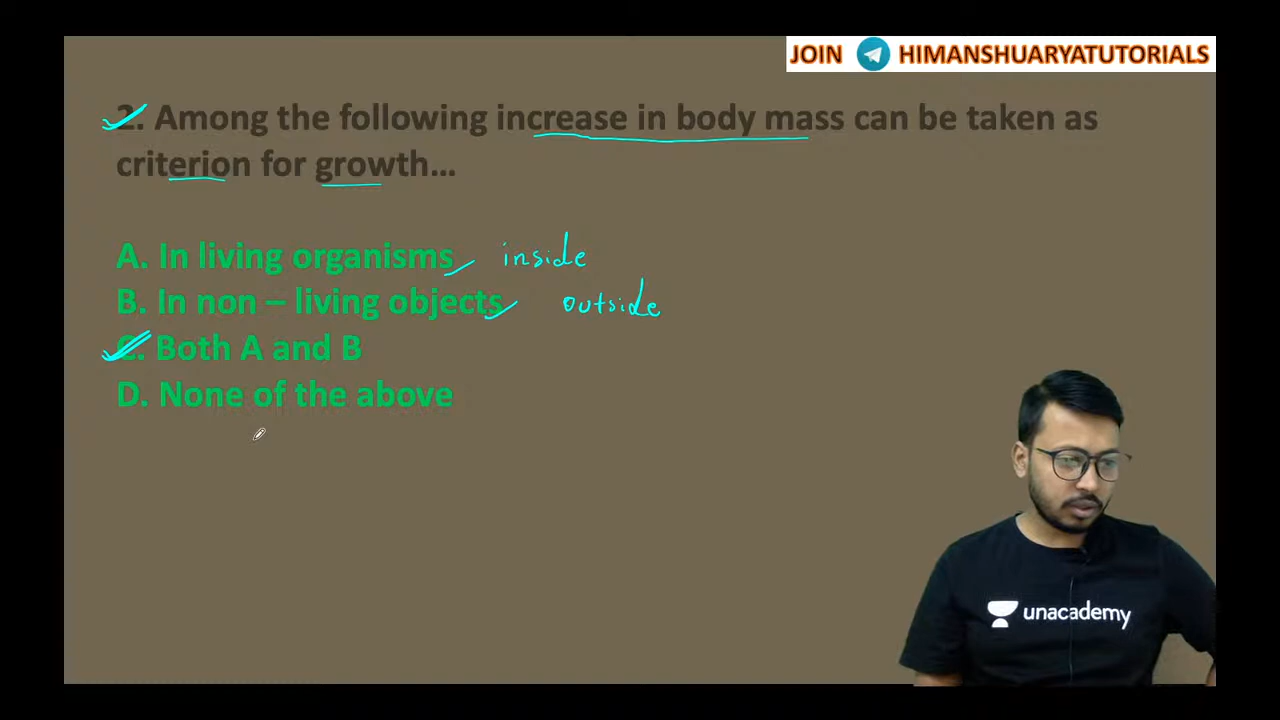 JOIN HIMANSHUARYATUTORIALS
2. Among the following increase in body mass can be taken as
criterion for growth...
A. In living organisms inside
B. In non – living objects outside
C. Both A and B
D. None of the above
unacademy